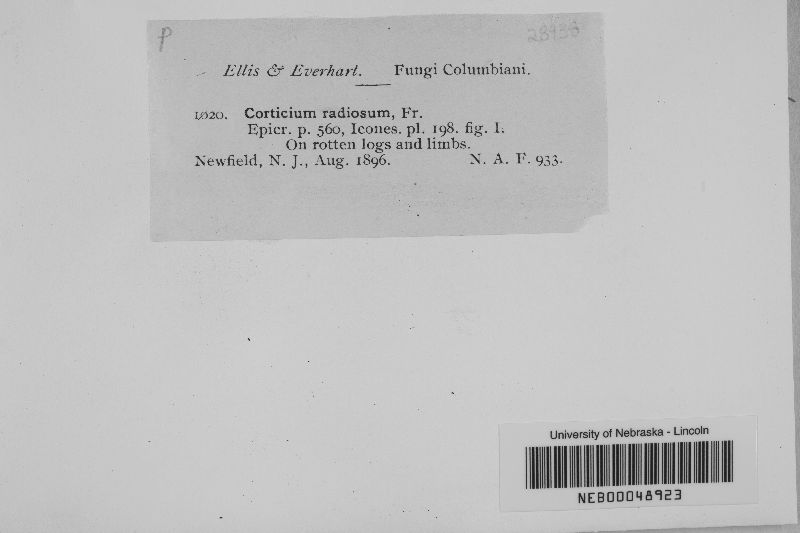 P 28933
Ellis & Everhart. Fungi Columbiani.
1020. Corticium radiosum, Fr.
Epicr. p. 560, Icones. pl. 198. fig. I.
On rotten logs and limbs.
Newfield, N. J., Aug. 1896. N. A. F. 933.
University of Nebraska - Lincoln
NEB00048923